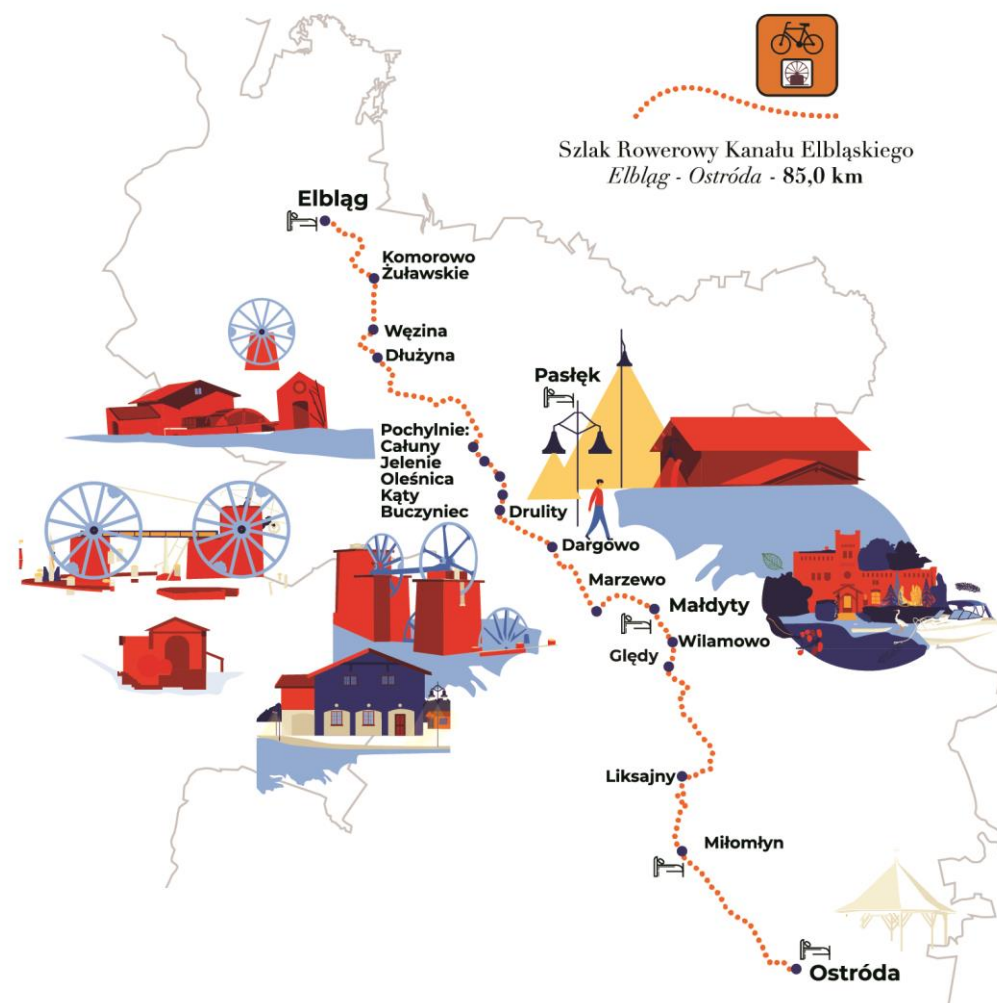 Szlak Rowerowy Kanału Elbląskiego
Elbląg - Ostróda - 85,0 km
Elbląg
Komorowo
Żuławskie
Węzina
Dłużyna
Pasłęk
Pochylnie:
Całuny
Jelenie
Oleśnica
Kąty
Buczyniec
Drulity
Dargowo
Marzewo
Małdyty
Wilamowo
Ględy
Liksajny
Miłomłyn
Ostróda